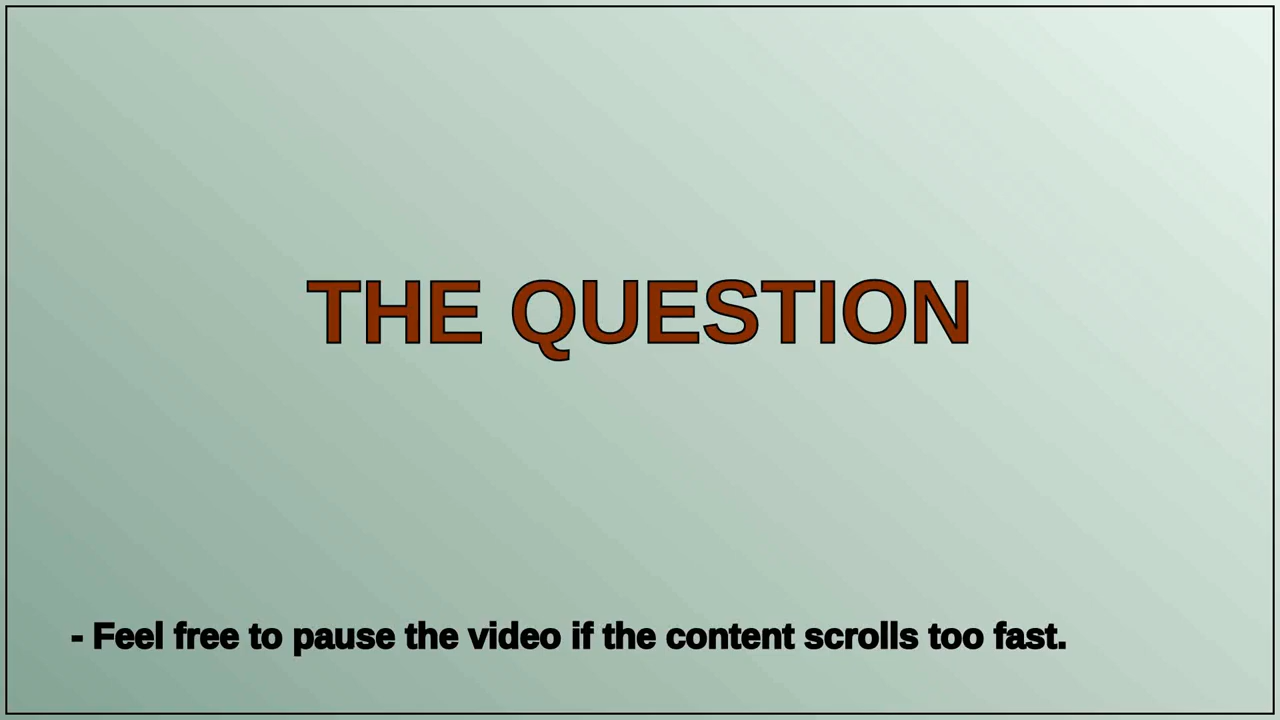 THE QUESTION
- Feel free to pause the video if the content scrolls too fast.